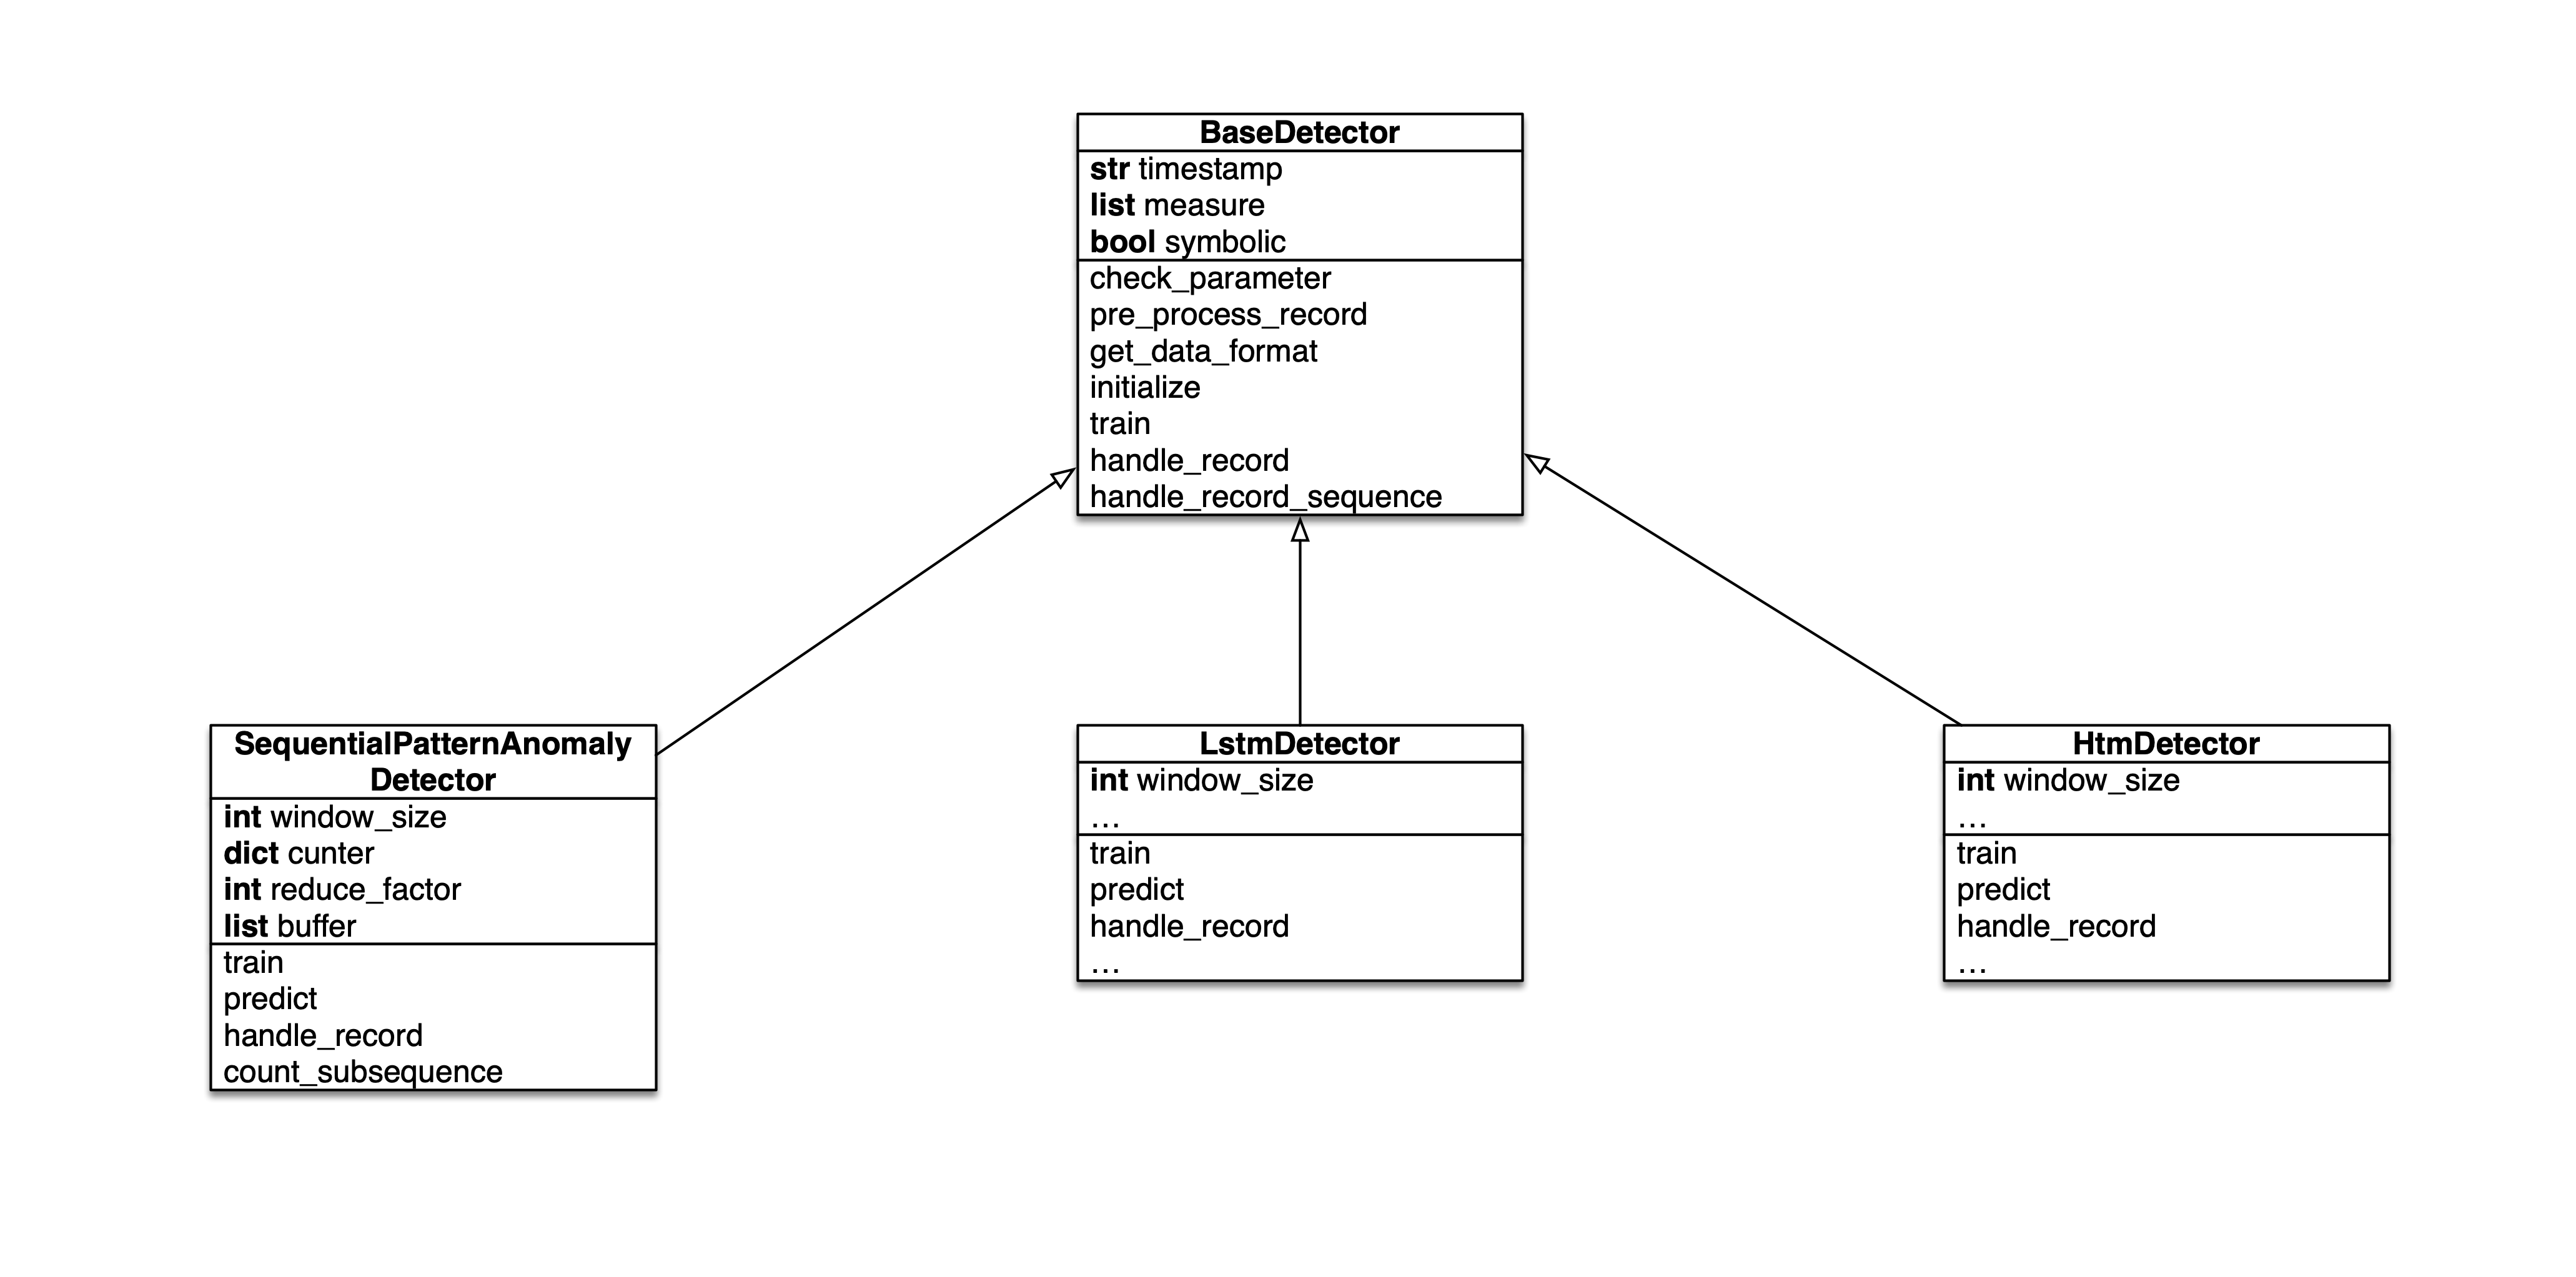 BaseDetector
str timestamp
list measure
bool symbolic
check_parameter
pre_process_record
get_data_format
initialize
train
handle_record
handle_record_sequence
SequentialPatternAnomaly
Detector
int window_size
dict cunter
int reduce_factor
list buffer
train
predict
handle_record
count_subsequence
LstmDetector
int window_size
...
train
predict
handle_record
...
HtmDetector
int window_size
...
train
predict
handle_record
...